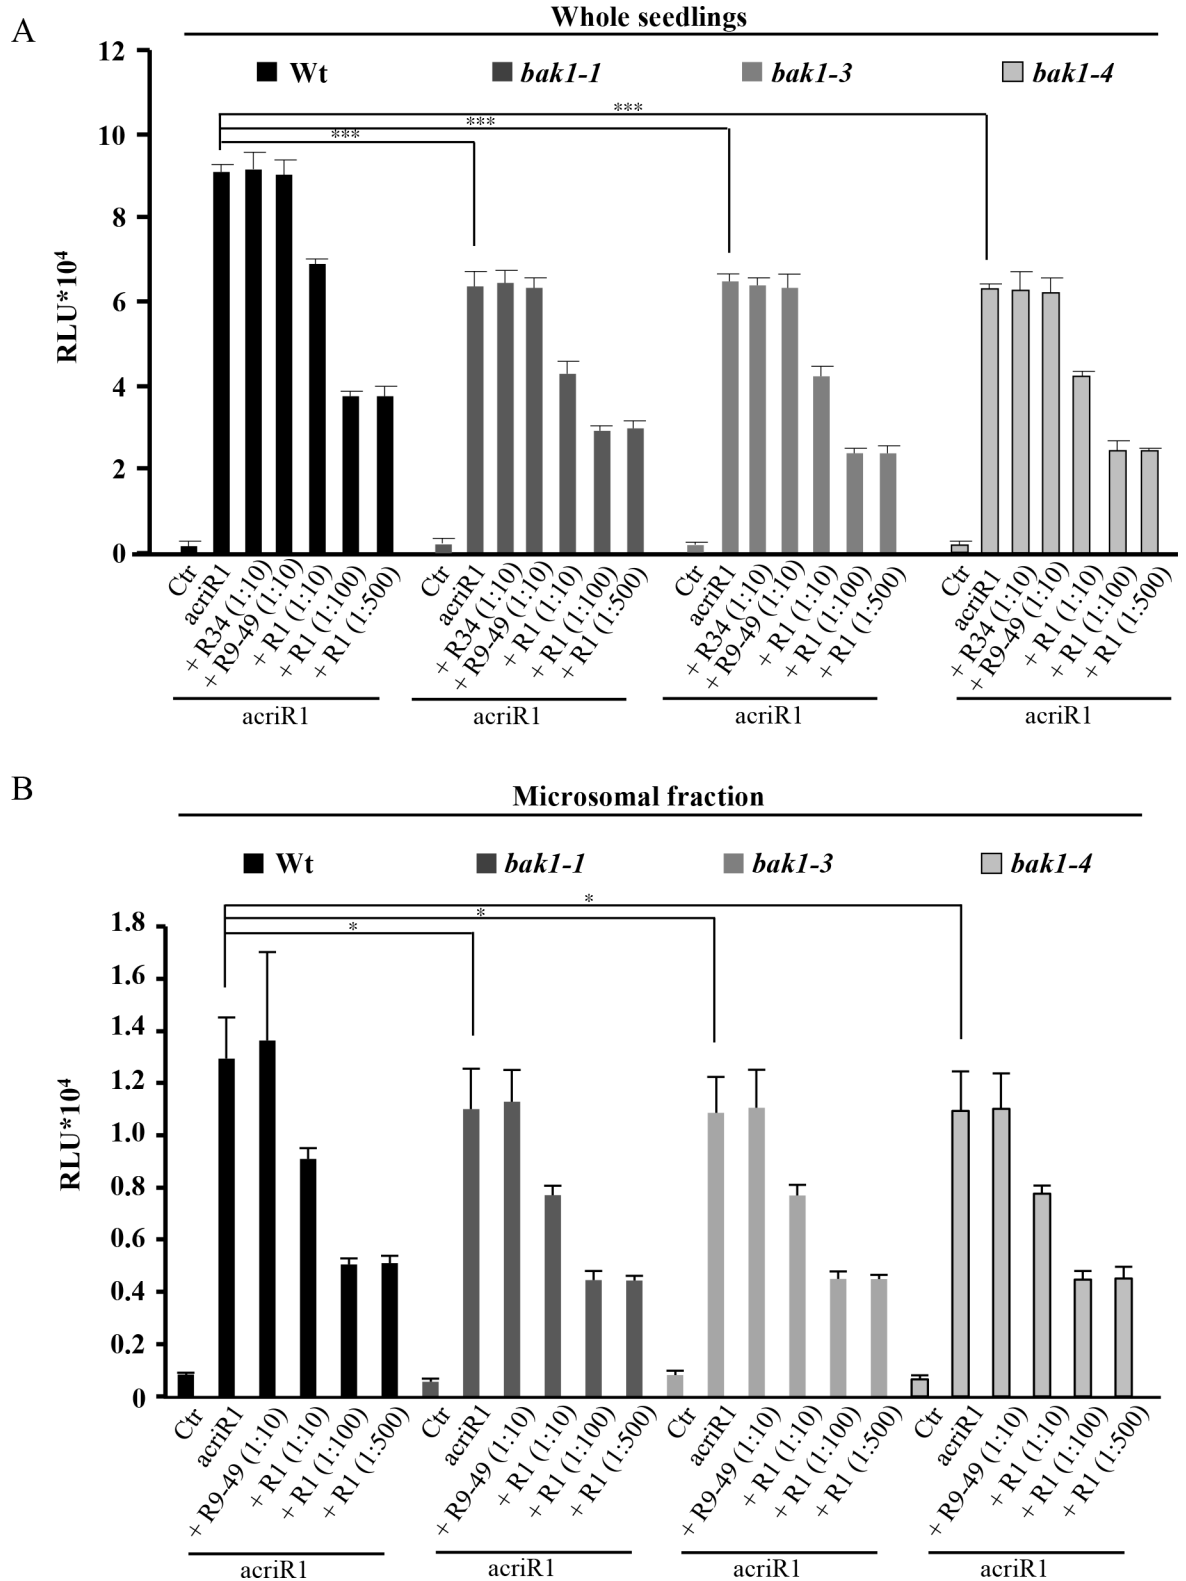 A
Whole seedlings
Wt
bak1-1
bak1-3
bak1-4
12
10
8
6
4
2
0
RLU*10⁴
***
***
***
Ctr
acriR1
+ R34 (1:10)
+ R9-49 (1:10)
+ R1 (1:10)
+ R1 (1:100)
+ R1 (1:500)
acriR1
Ctr
acriR1
+ R34 (1:10)
+ R9-49 (1:10)
+ R1 (1:10)
+ R1 (1:100)
+ R1 (1:500)
acriR1
Ctr
acriR1
+ R34 (1:10)
+ R9-49 (1:10)
+ R1 (1:10)
+ R1 (1:100)
+ R1 (1:500)
acriR1
Ctr
acriR1
+ R34 (1:10)
+ R9-49 (1:10)
+ R1 (1:10)
+ R1 (1:100)
+ R1 (1:500)
acriR1
B
Microsomal fraction
Wt
bak1-1
bak1-3
bak1-4
1.8
1.6
1.4
1.2
1.0
0.8
0.6
0.4
0.2
0
RLU*10⁴
*
*
*
Ctr
acriR1
+ R9-49 (1:10)
+ R1 (1:10)
+ R1 (1:100)
+ R1 (1:500)
acriR1
Ctr
acriR1
+ R9-49 (1:10)
+ R1 (1:10)
+ R1 (1:100)
+ R1 (1:500)
acriR1
Ctr
acriR1
+ R9-49 (1:10)
+ R1 (1:10)
+ R1 (1:100)
+ R1 (1:500)
acriR1
Ctr
acriR1
+ R9-49 (1:10)
+ R1 (1:10)
+ R1 (1:100)
+ R1 (1:500)
acriR1